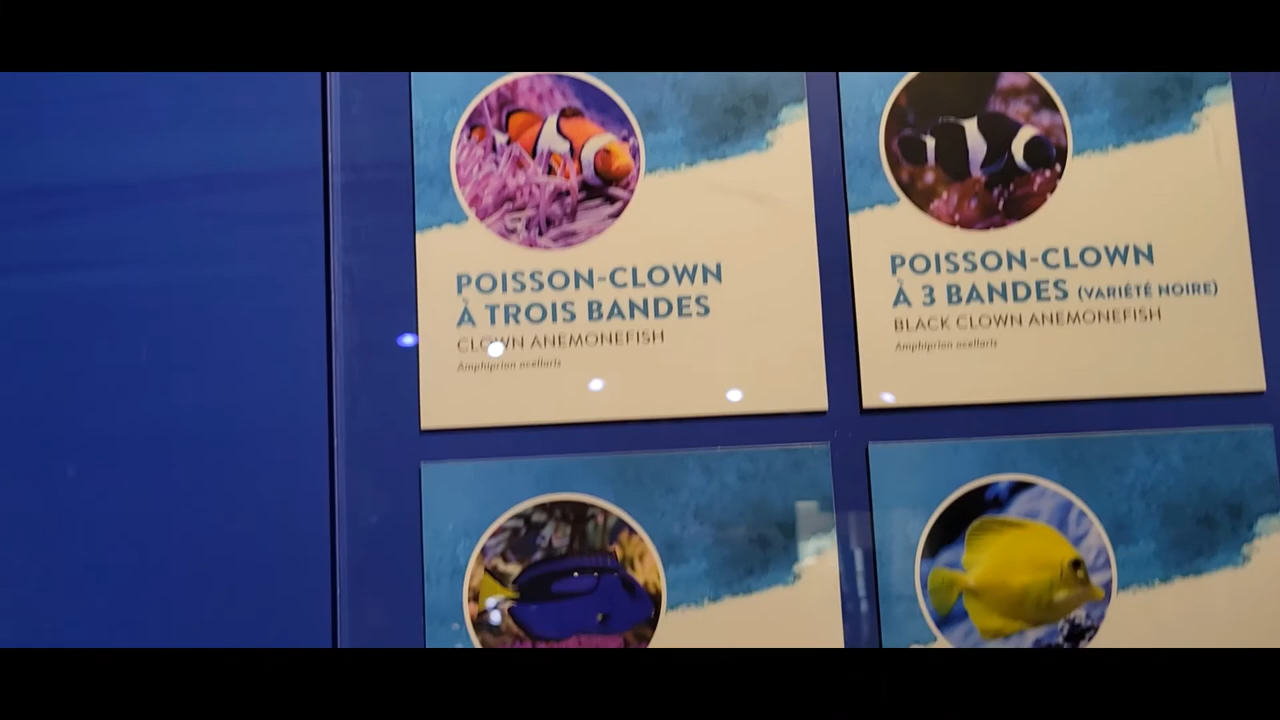 POISSON-CLOWN
À TROIS BANDES
CLOWN ANEMONEFISH
Amphiprion ocellaris
POISSON-CLOWN
À 3 BANDES (VARIÉTÉ NOIRE)
BLACK CLOWN ANEMONEFISH
Amphiprion ocellaris